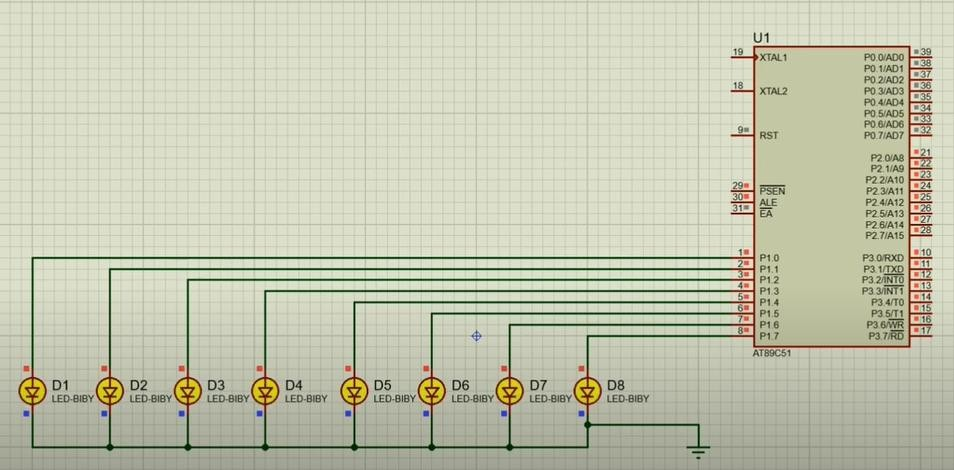 U1
19 XTAL1 P0.0/AD0 39
P0.1/AD1 38
P0.2/AD2 37
18 XTAL2 P0.3/AD3 36
P0.4/AD4 35
P0.5/AD5 34
P0.6/AD6 33
9 RST P0.7/AD7 32
P2.0/A8 21
P2.1/A9 22
P2.2/A10 23
29 PSEN P2.3/A11 24
30 ALE P2.4/A12 25
31 EA P2.5/A13 26
P2.6/A14 27
P2.7/A15 28
1 P1.0 P3.0/RXD 10
2 P1.1 P3.1/TXD 11
3 P1.2 P3.2/INT0 12
4 P1.3 P3.3/INT1 13
5 P1.4 P3.4/T0 14
6 P1.5 P3.5/T1 15
7 P1.6 P3.6/WR 16
8 P1.7 P3.7/RD 17
AT89C51
D1 D2 D3 D4 D5 D6 D7 D8
LED-BIBY LED-BIBY LED-BIBY LED-BIBY LED-BIBY LED-BIBY LED-BIBY LED-BIBY